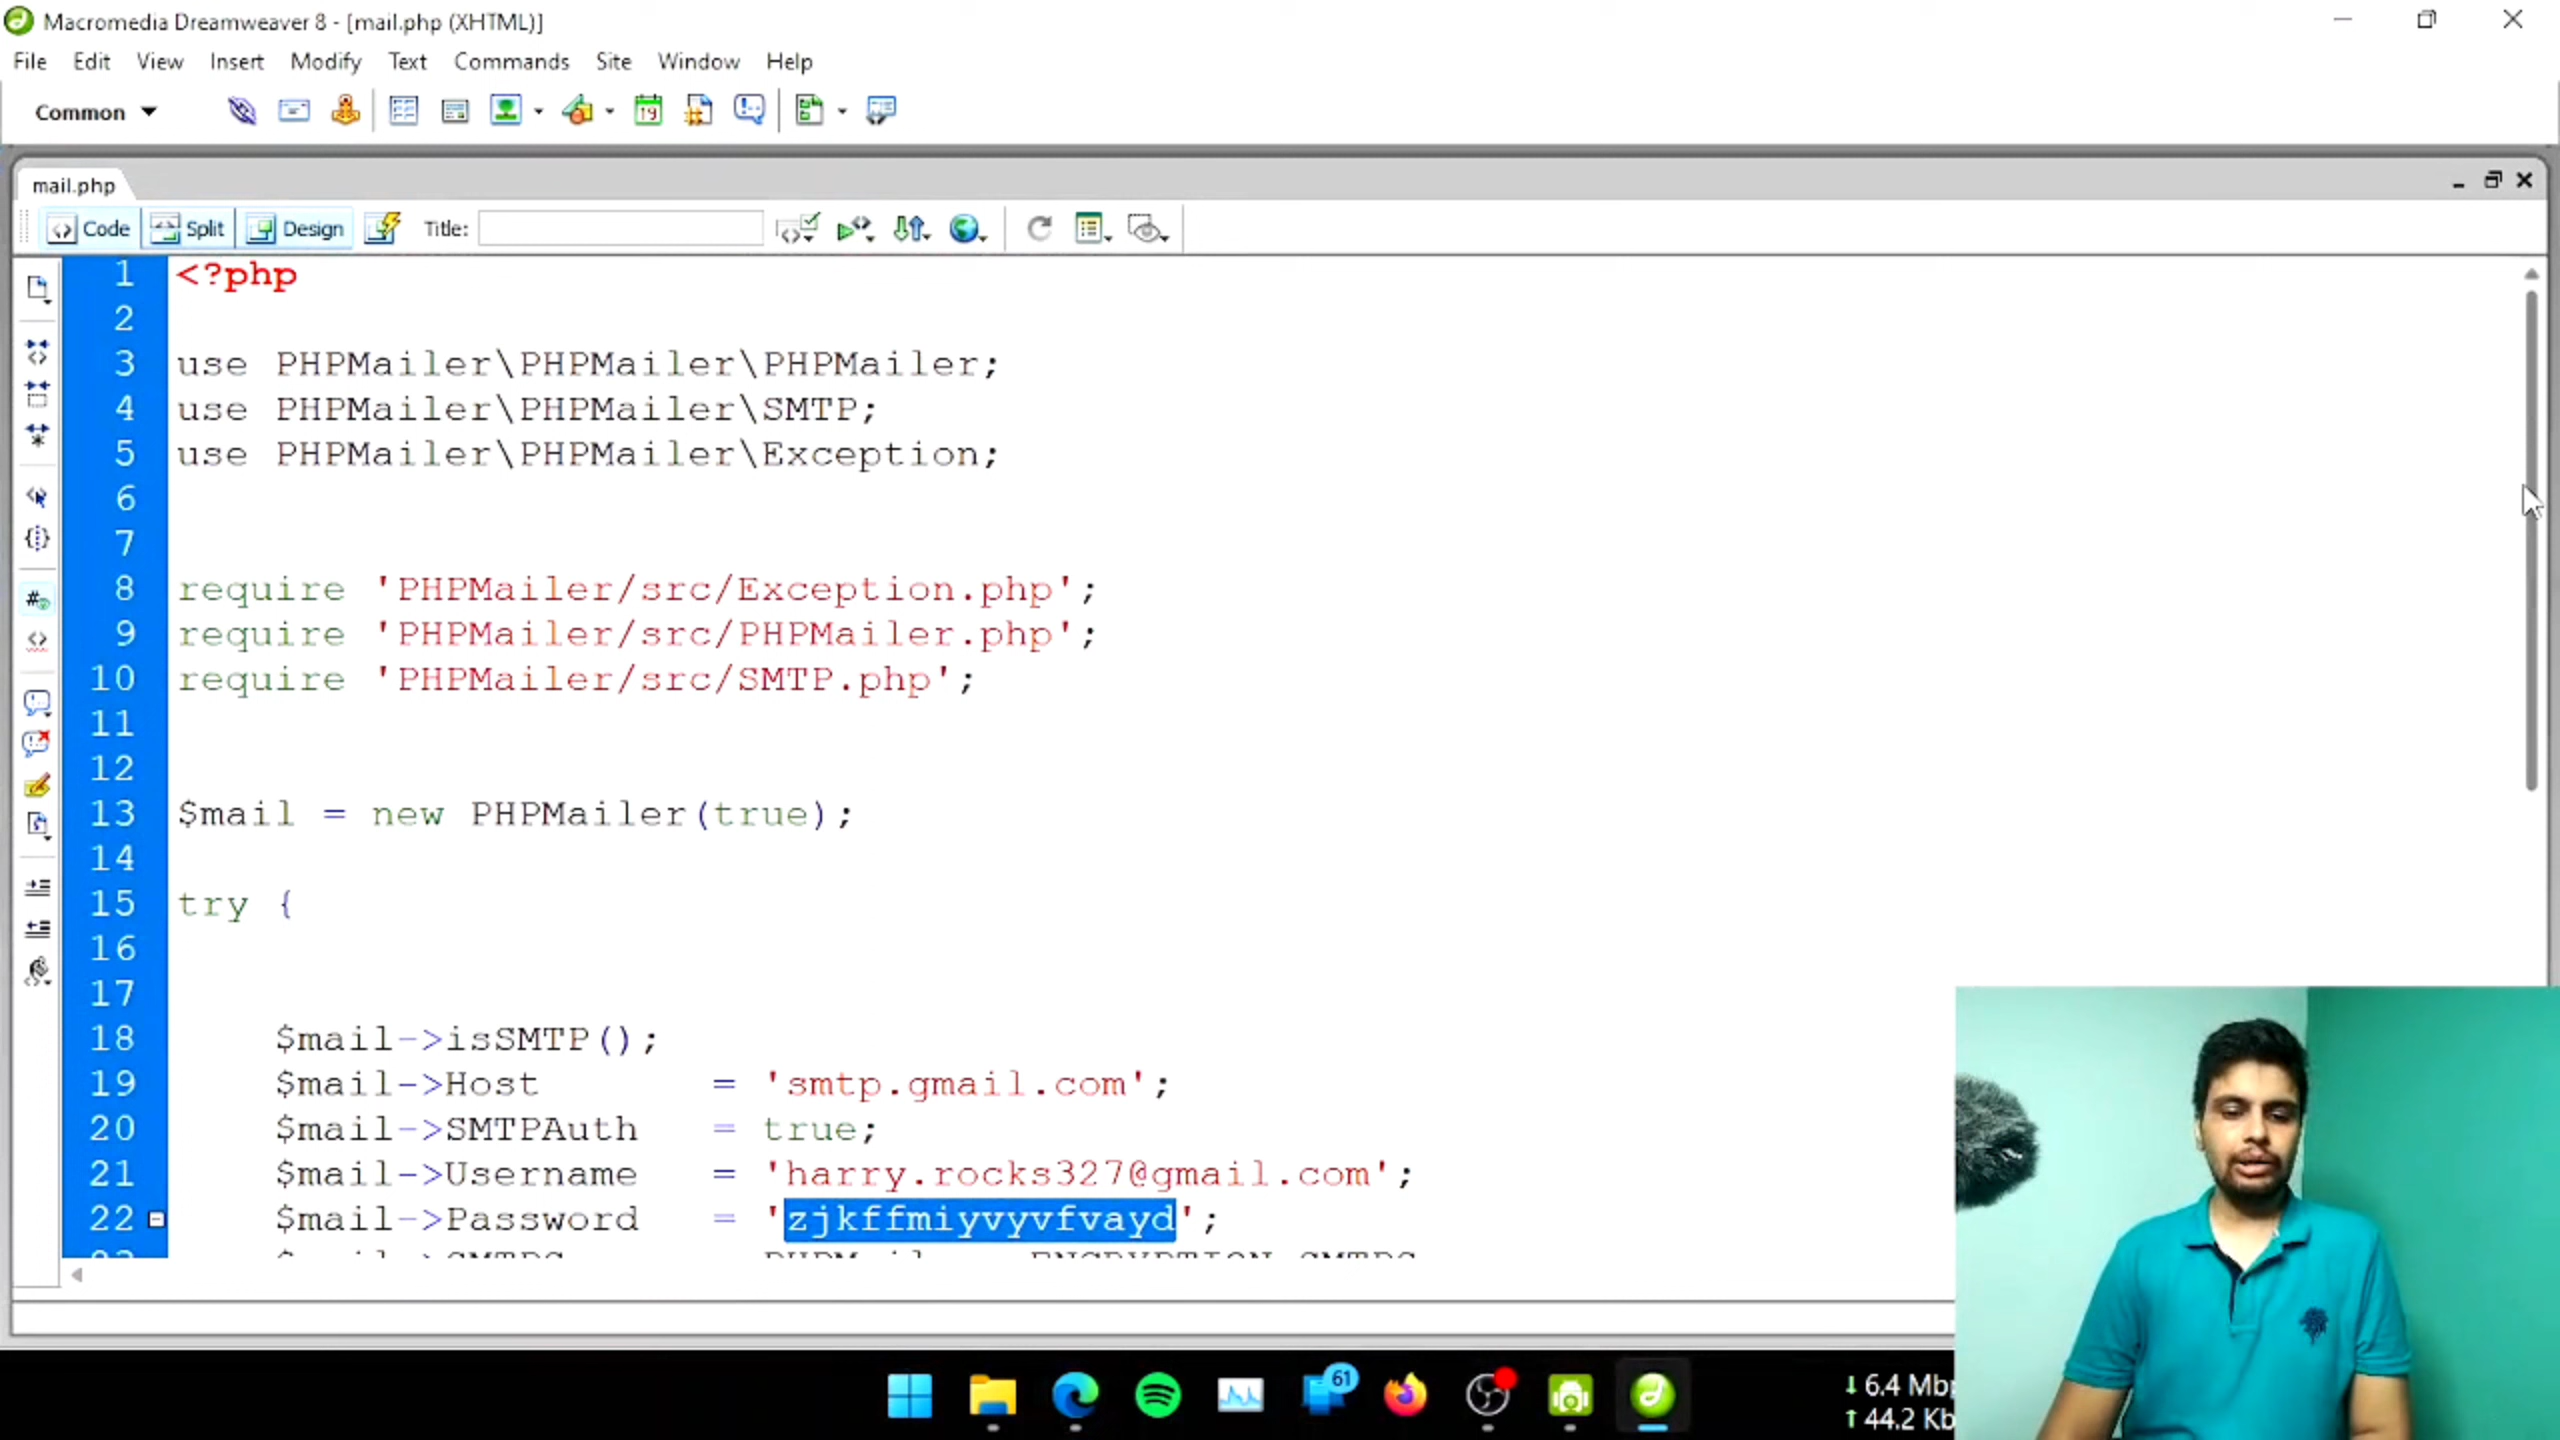 Macromedia Dreamweaver 8 - [mail.php (XHTML)]
File Edit View Insert Modify Text Commands Site Window Help
Common
19
mail.php
Code Split Design Title:
1 <?php
2
3 use PHPMailer\PHPMailer\PHPMailer;
4 use PHPMailer\PHPMailer\SMTP;
5 use PHPMailer\PHPMailer\Exception;
6
7
8 require 'PHPMailer/src/Exception.php';
9 require 'PHPMailer/src/PHPMailer.php';
10 require 'PHPMailer/src/SMTP.php';
11
12
13 $mail = new PHPMailer(true);
14
15 try {
16
17
18 $mail->isSMTP();
19 $mail->Host = 'smtp.gmail.com';
20 $mail->SMTPAuth = true;
21 $mail->Username = 'harry.rocks327@gmail.com';
22 $mail->Password = 'zjkffmiyvyvfvayd';
61
↓ 6.4 Mb
↑ 44.2 Kb